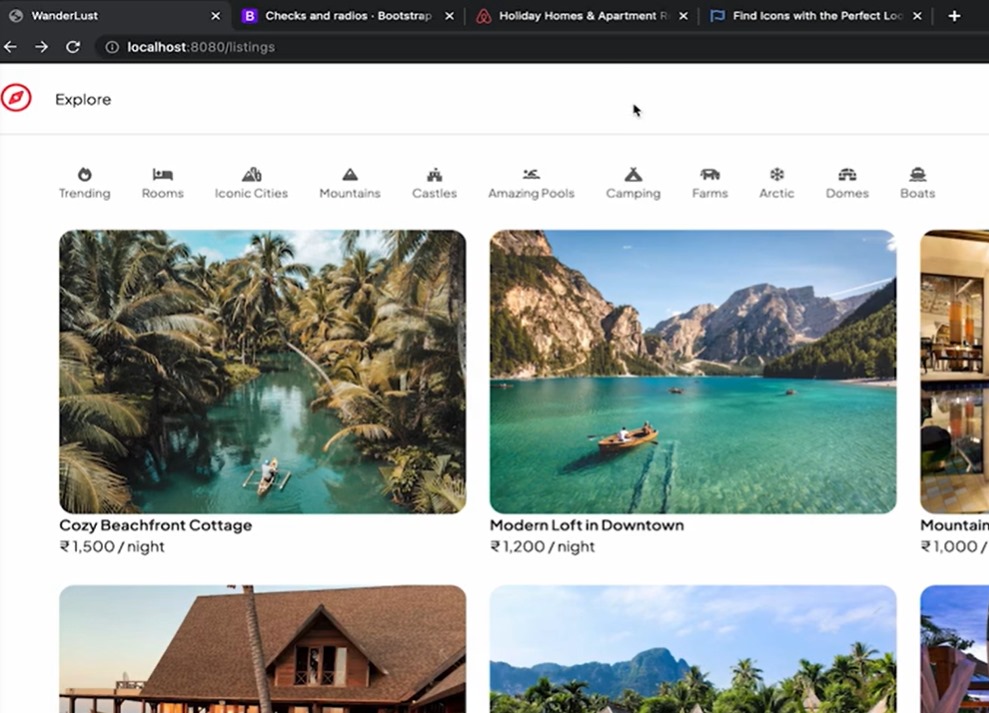 WanderLust
Checks and radios · Bootstrap
Holiday Homes & Apartment R
Find Icons with the Perfect Loo
localhost:8080/listings
Explore
Trending
Rooms
Iconic Cities
Mountains
Castles
Amazing Pools
Camping
Farms
Arctic
Domes
Boats
Cozy Beachfront Cottage
₹ 1,500 / night
Modern Loft in Downtown
₹ 1,200 / night
Mountain
₹ 1,000 /